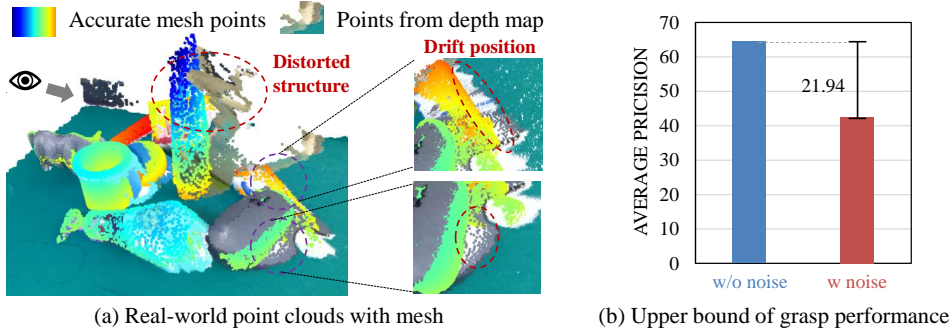 Accurate mesh points
Points from depth map
Distorted
structure
Drift position
(a) Real-world point clouds with mesh
AVERAGE PRICISION
70
60
50
40
30
20
10
0
21.94
w/o noise
w noise
(b) Upper bound of grasp performance